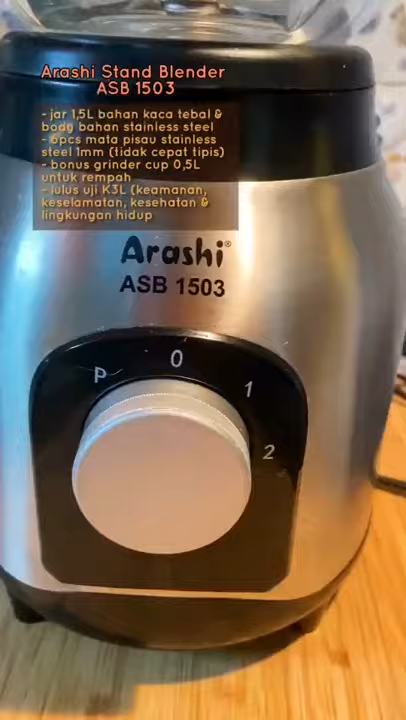 Arashi Stand Blender
ASB 1503
- jar 1,5L bahan kaca tebal &
body bahan stainless steel
- 6pcs mata pisau stainless
steel 1mm (tidak cepat tipis)
- bonus grinder cup 0,5L
untuk rempah
- lulus uji K3L (keamanan,
keselamatan, kesehatan &
lingkungan hidup
Arashi®
ASB 1503
P 0 1
2